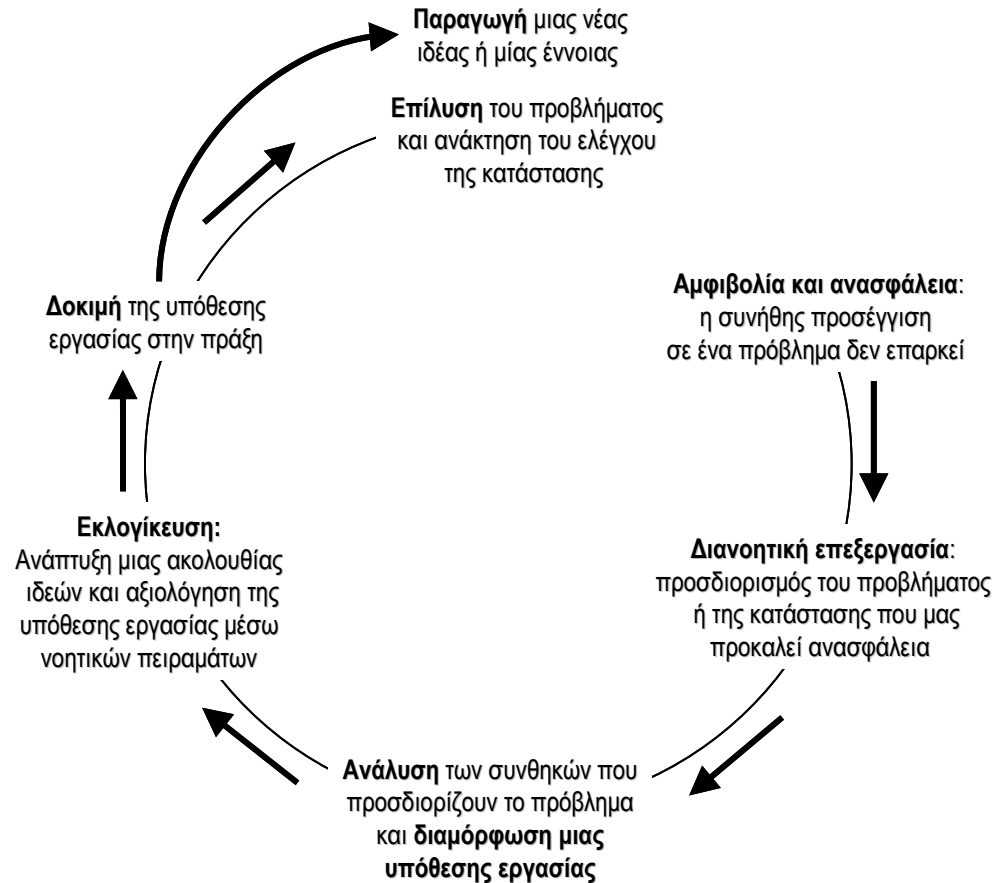 Παραγωγή μιας νέας
ιδέας ή μίας έννοιας
Επίλυση του προβλήματος
και ανάκτηση του ελέγχου
της κατάστασης
Αμφιβολία και ανασφάλεια:
η συνήθης προσέγγιση
σε ένα πρόβλημα δεν επαρκεί
Διανοητική επεξεργασία:
προσδιορισμός του προβλήματος
ή της κατάστασης που μας
προκαλεί ανασφάλεια
Ανάλυση των συνθηκών που
προσδιορίζουν το πρόβλημα
και διαμόρφωση μιας
υπόθεσης εργασίας
Εκλογίκευση:
Ανάπτυξη μιας ακολουθίας
ιδεών και αξιολόγηση της
υπόθεσης εργασίας μέσω
νοητικών πειραμάτων
Δοκιμή της υπόθεσης
εργασίας στην πράξη